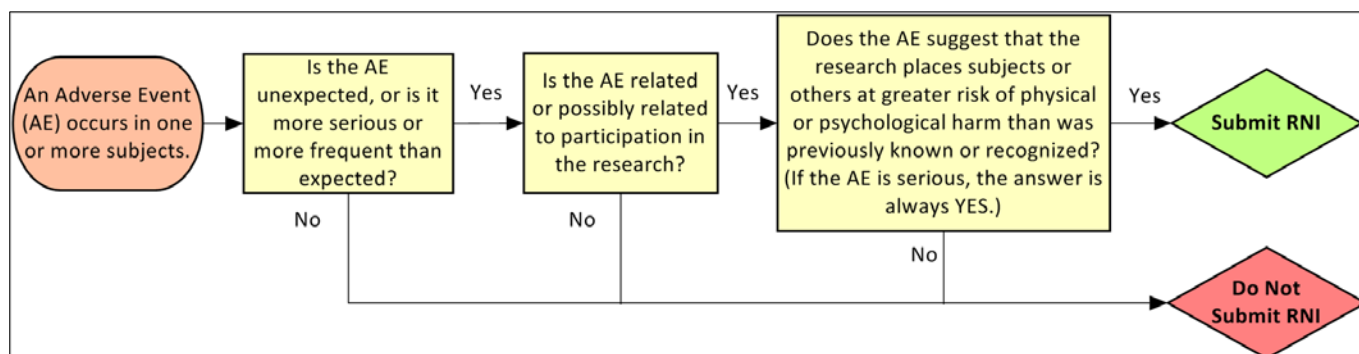 An Adverse Event
(AE) occurs in one
or more subjects.
Is the AE
unexpected, or is it
more serious or
more frequent than
expected?
Yes
No
Is the AE related
or possibly related
to participation in
the research?
Yes
No
Does the AE suggest that the
research places subjects or
others at greater risk of physical
or psychological harm than was
previously known or recognized?
(If the AE is serious, the answer is
always YES.)
Yes
No
Submit RNI
Do Not
Submit RNI